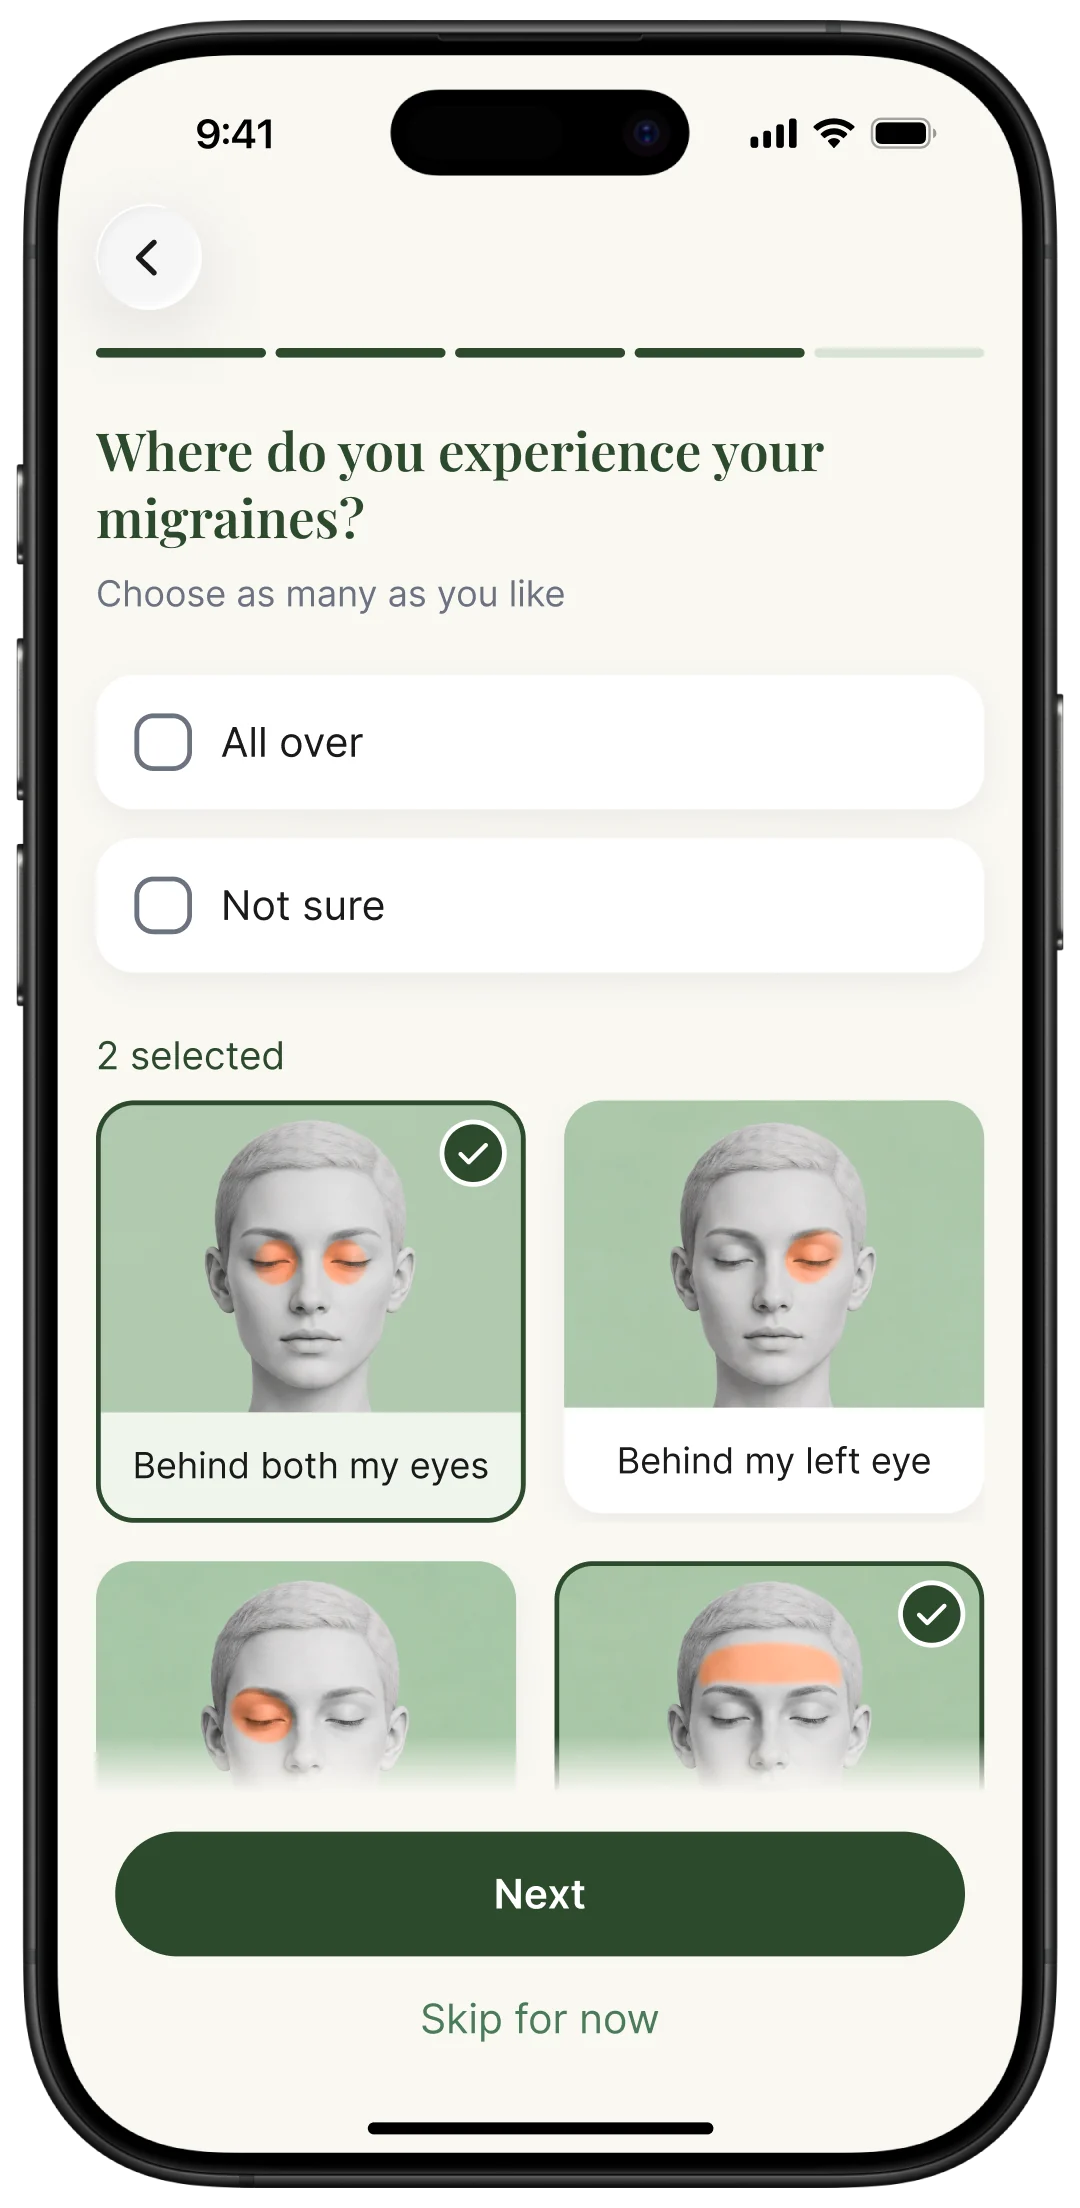 9:41
Where do you experience your
migraines?
Choose as many as you like
All over
Not sure
2 selected
Behind both my eyes
Behind my left eye
Next
Skip for now